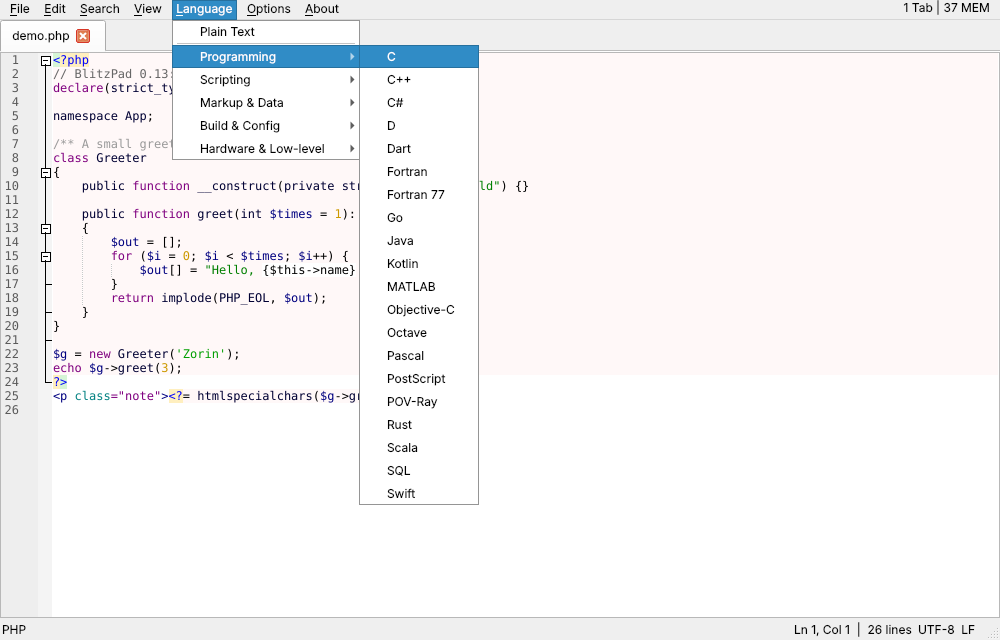 File Edit Search View Language Options About 1 Tab | 37 MEM
demo.php
Plain Text
Programming
Scripting
Markup & Data
Build & Config
Hardware & Low-level
C
C++
C#
D
Dart
Fortran
Fortran 77
Go
Java
Kotlin
MATLAB
Objective-C
Octave
Pascal
PostScript
POV-Ray
Rust
Scala
SQL
Swift
1 <?php
2 // BlitzPad 0.13
3 declare(strict_ty
4
5 namespace App;
6
7 /** A small greet
8 class Greeter
9 {
10 public function __construct(private str ld") {}
11
12 public function greet(int $times = 1):
13 {
14 $out = [];
15 for ($i = 0; $i < $times; $i++) {
16 $out[] = "Hello, {$this->name}
17 }
18 return implode(PHP_EOL, $out);
19 }
20 }
21
22 $g = new Greeter('Zorin');
23 echo $g->greet(3);
24 ?>
25 <p class="note"><?= htmlspecialchars($g->gr
26
PHP Ln 1, Col 1 | 26 lines UTF-8 LF